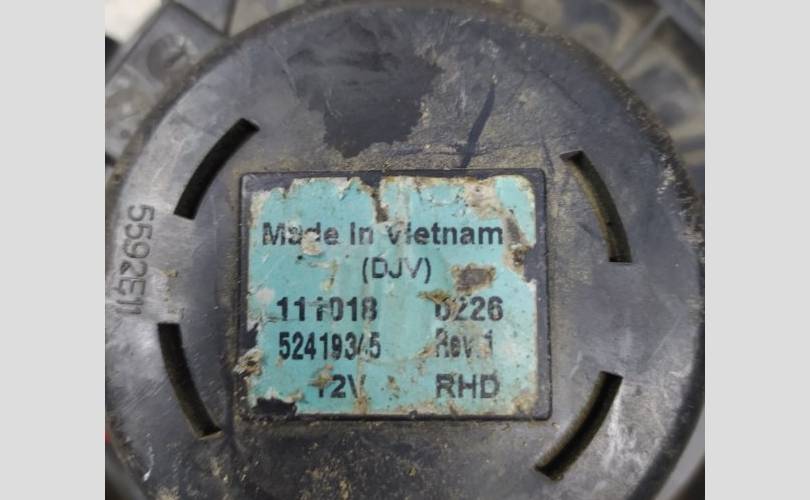 Made In Vietnam
(DJV)
111018 0226
52419345 Rev.1
12V RHD
5592E11